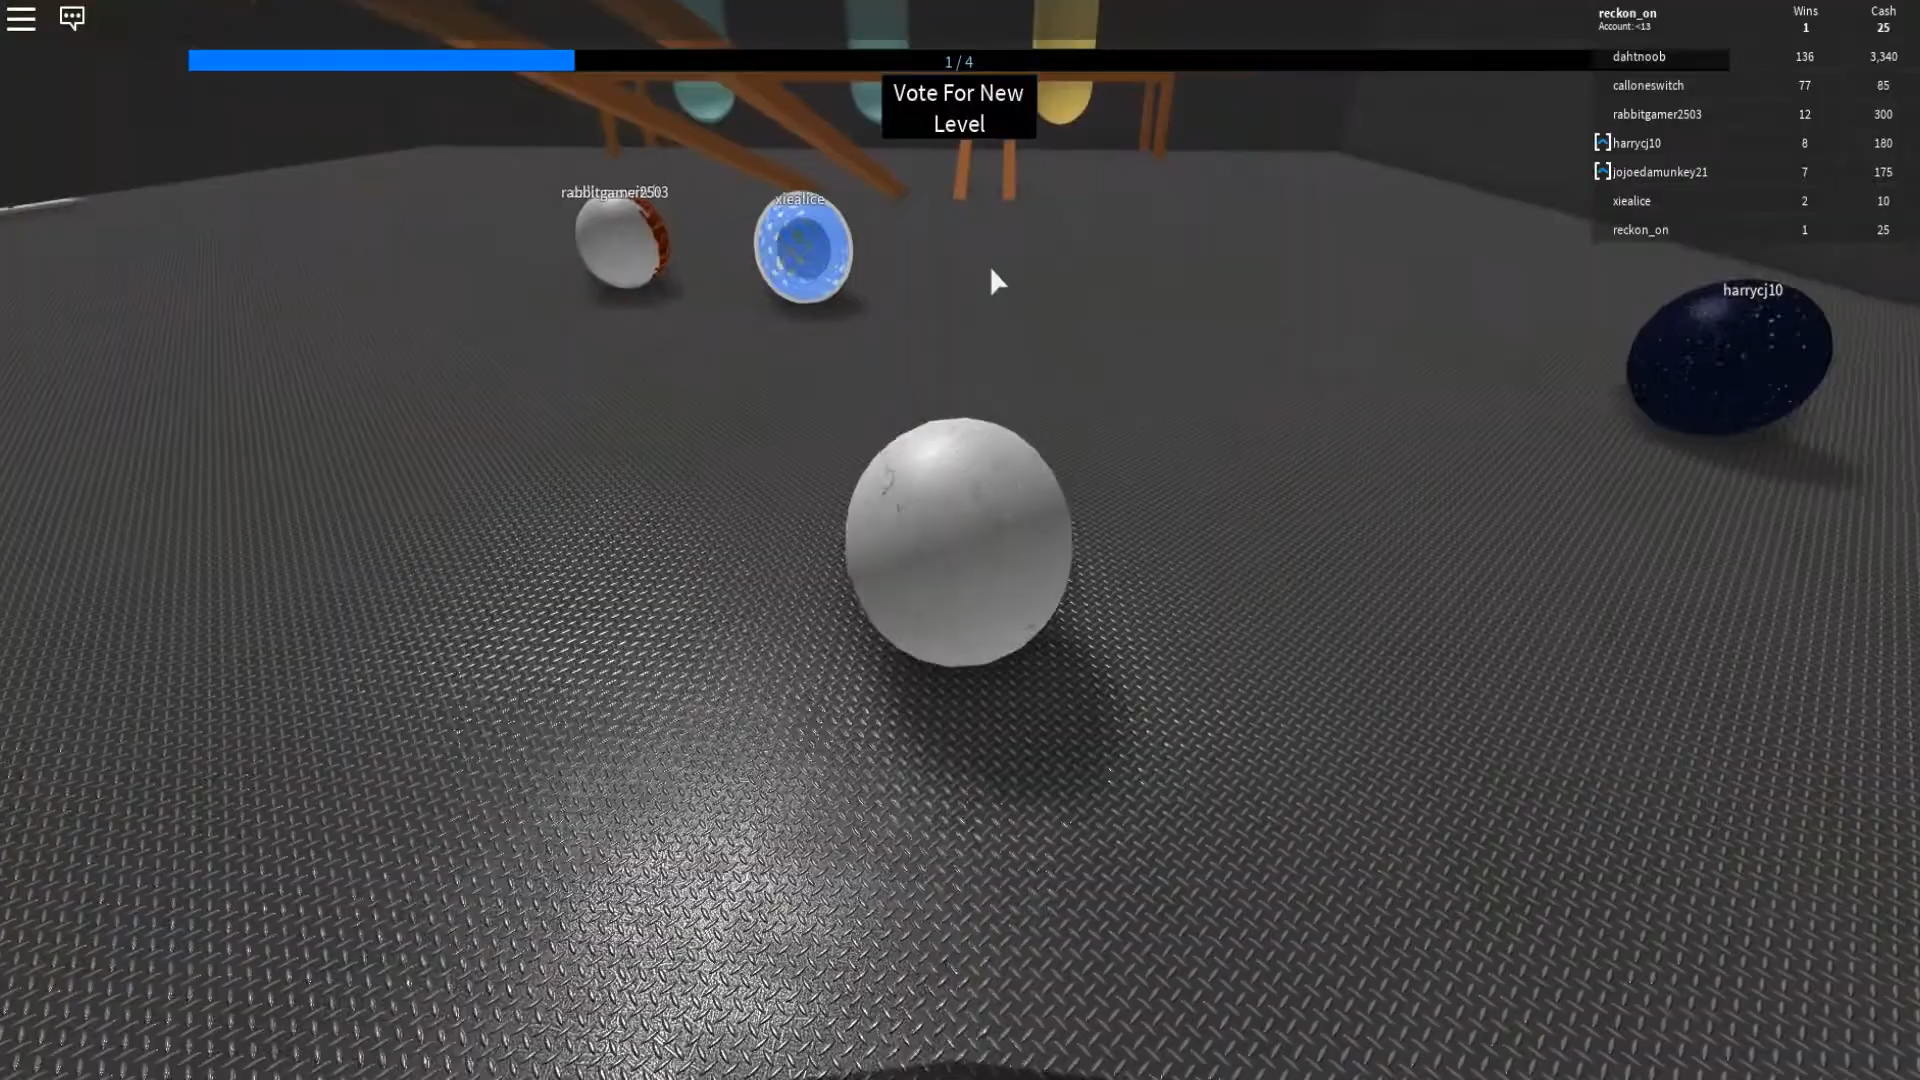 reckon_on Wins Cash
Account: <13 1 25
1 / 4
Vote For New
Level
dahtnoob 136 3,340
calloneswitch 77 85
rabbitgamer2503 12 300
harrycj10 8 180
jojoedamunkey21 7 175
xiealice 2 10
reckon_on 1 25
xiealice
harrycj10